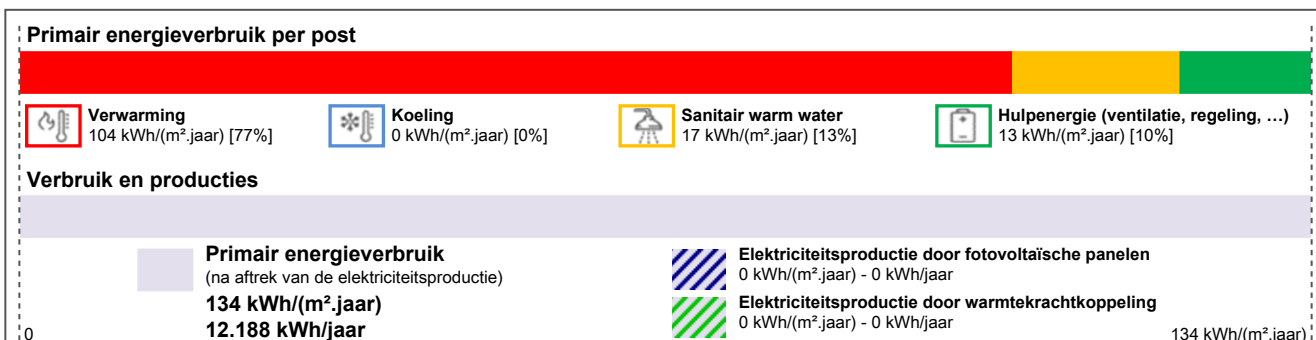 Primair energieverbruik per post
Verwarming
104 kWh/(m².jaar) [77%]
Koeling
0 kWh/(m².jaar) [0%]
Sanitair warm water
17 kWh/(m².jaar) [13%]
Hulpenergie (ventilatie, regeling, …)
13 kWh/(m².jaar) [10%]
Verbruik en producties
Primair energieverbruik
(na aftrek van de elektriciteitsproductie)
134 kWh/(m².jaar)
12.188 kWh/jaar
Elektriciteitsproductie door fotovoltaïsche panelen
0 kWh/(m².jaar) - 0 kWh/jaar
Elektriciteitsproductie door warmtekrachtkoppeling
0 kWh/(m².jaar) - 0 kWh/jaar
0
134 kWh/(m².jaar)